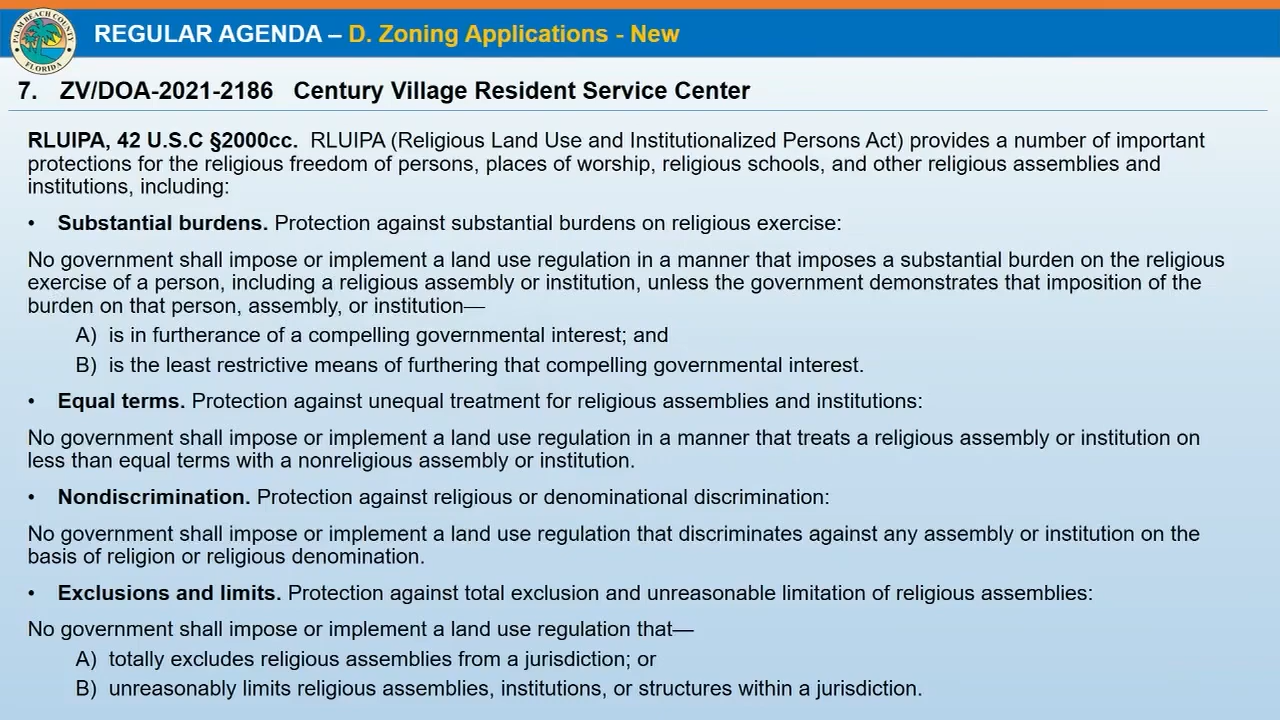 PALM BEACH COUNTY
FLORIDA
REGULAR AGENDA – D. Zoning Applications - New
7. ZV/DOA-2021-2186 Century Village Resident Service Center
RLUIPA, 42 U.S.C §2000cc. RLUIPA (Religious Land Use and Institutionalized Persons Act) provides a number of important
protections for the religious freedom of persons, places of worship, religious schools, and other religious assemblies and
institutions, including:
• Substantial burdens. Protection against substantial burdens on religious exercise:
No government shall impose or implement a land use regulation in a manner that imposes a substantial burden on the religious
exercise of a person, including a religious assembly or institution, unless the government demonstrates that imposition of the
burden on that person, assembly, or institution—
A) is in furtherance of a compelling governmental interest; and
B) is the least restrictive means of furthering that compelling governmental interest.
• Equal terms. Protection against unequal treatment for religious assemblies and institutions:
No government shall impose or implement a land use regulation in a manner that treats a religious assembly or institution on
less than equal terms with a nonreligious assembly or institution.
• Nondiscrimination. Protection against religious or denominational discrimination:
No government shall impose or implement a land use regulation that discriminates against any assembly or institution on the
basis of religion or religious denomination.
• Exclusions and limits. Protection against total exclusion and unreasonable limitation of religious assemblies:
No government shall impose or implement a land use regulation that—
A) totally excludes religious assemblies from a jurisdiction; or
B) unreasonably limits religious assemblies, institutions, or structures within a jurisdiction.